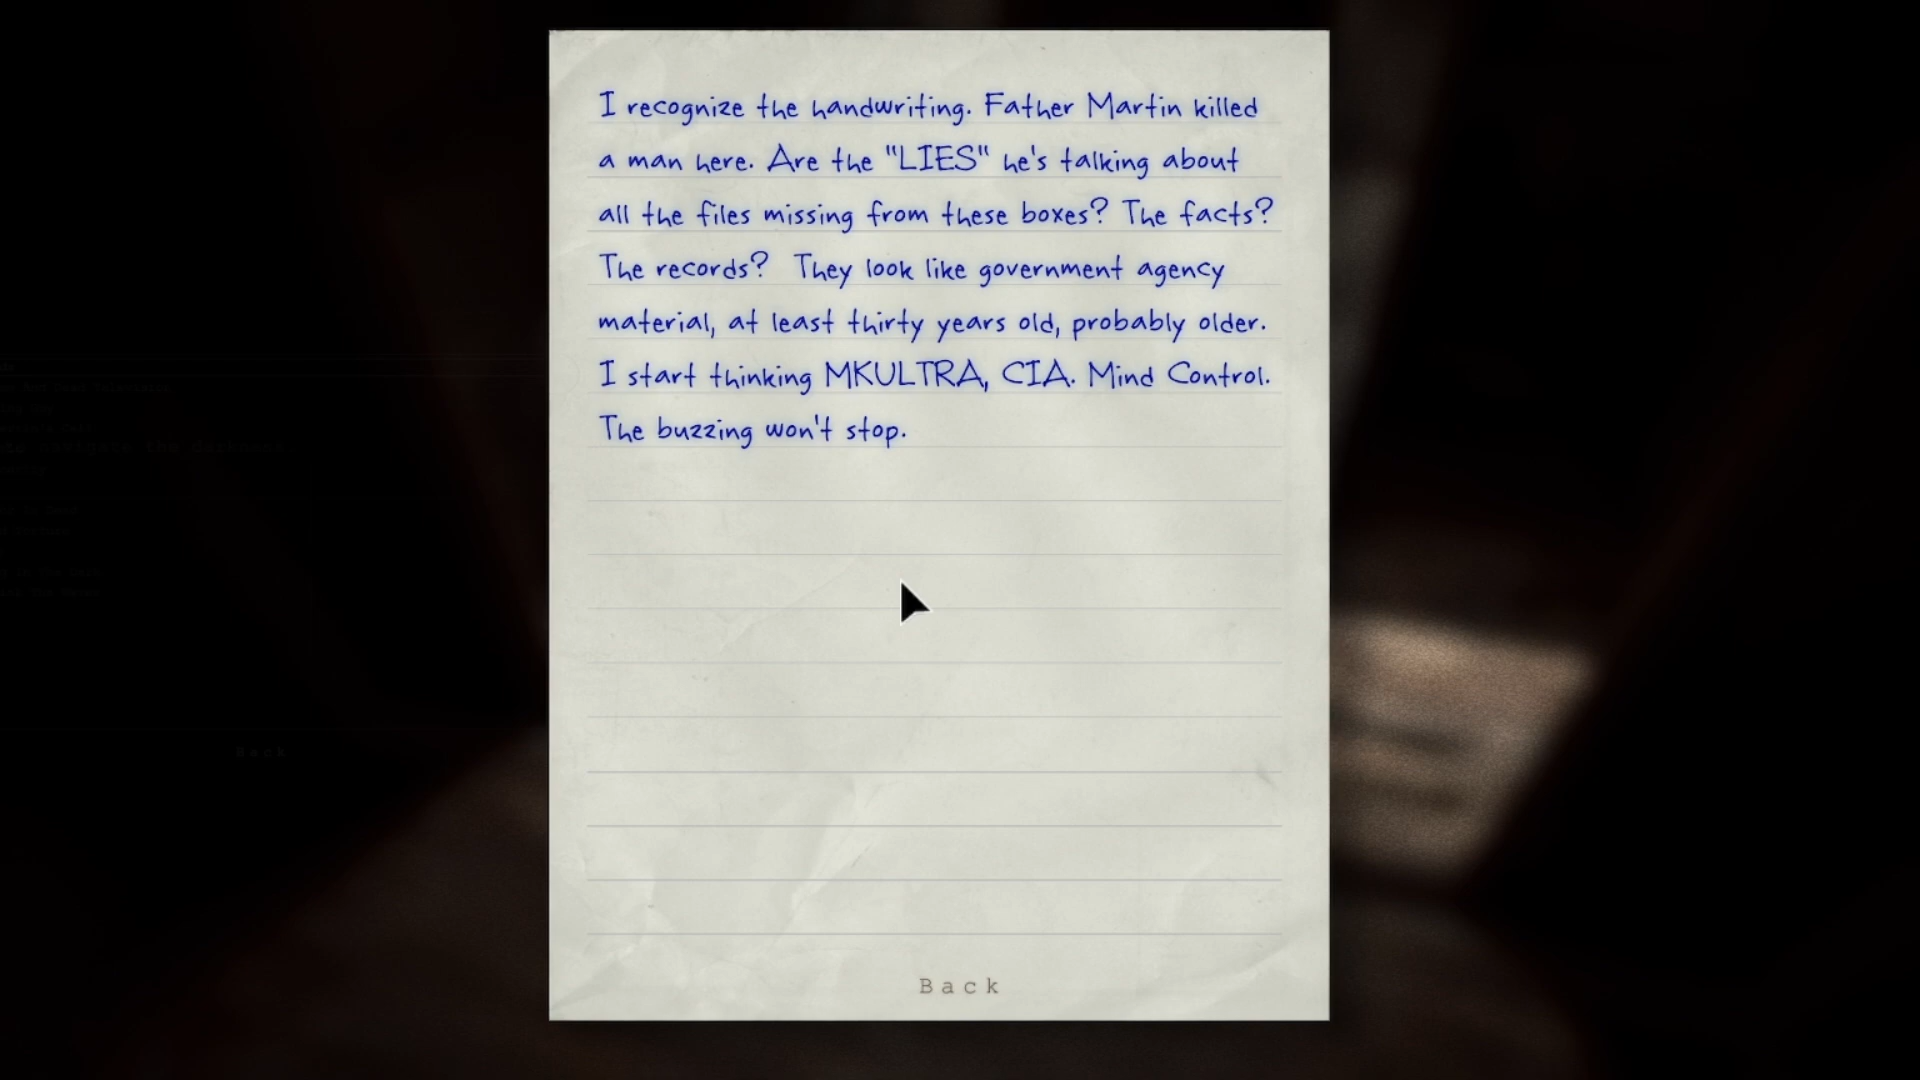 I recognize the handwriting. Father Martin killed
a man here. Are the "LIES" he's talking about
all the files missing from these boxes? The facts?
The records?  They look like government agency
material, at least thirty years old, probably older.
I start thinking MKULTRA, CIA. Mind Control.
The buzzing won't stop.
Back
Back